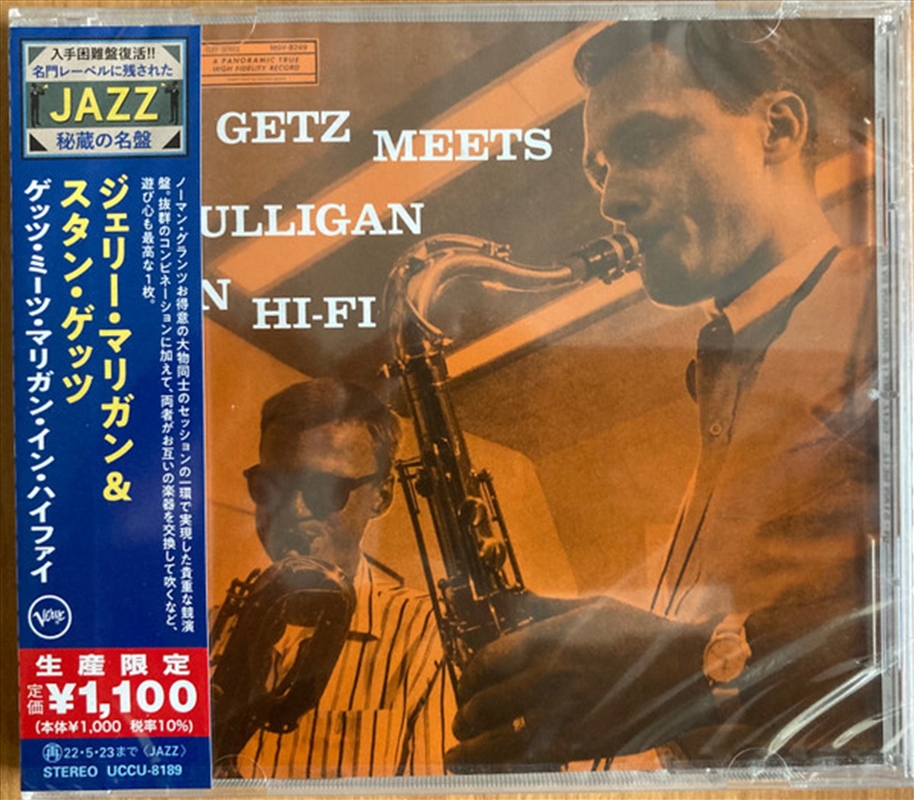 入手困難盤復活!!
名門レーベルに残された
JAZZ
秘蔵の名盤
ジェリー・マリガン&
スタン・ゲッツ
ゲッツ・ミーツ・マリガン・イン・ハイファイ
ノーマン・グランツお得意の大物同士のセッションの一環で実現した貴重な競演
盤。抜群のコンビネーションに加えて、両者がお互いの楽器を交換して吹くなど、
遊び心も最高な1枚。
Verve
生産限定
定価 ¥1,100
(本体¥1,000 税率10%)
再 22・5・23まで〈JAZZ〉
STEREO UCCU-8189
MGV-8249
A PANORAMIC TRUE
HIGH FIDELITY RECORD
GETZ MEETS
ULLIGAN
N HI-FI